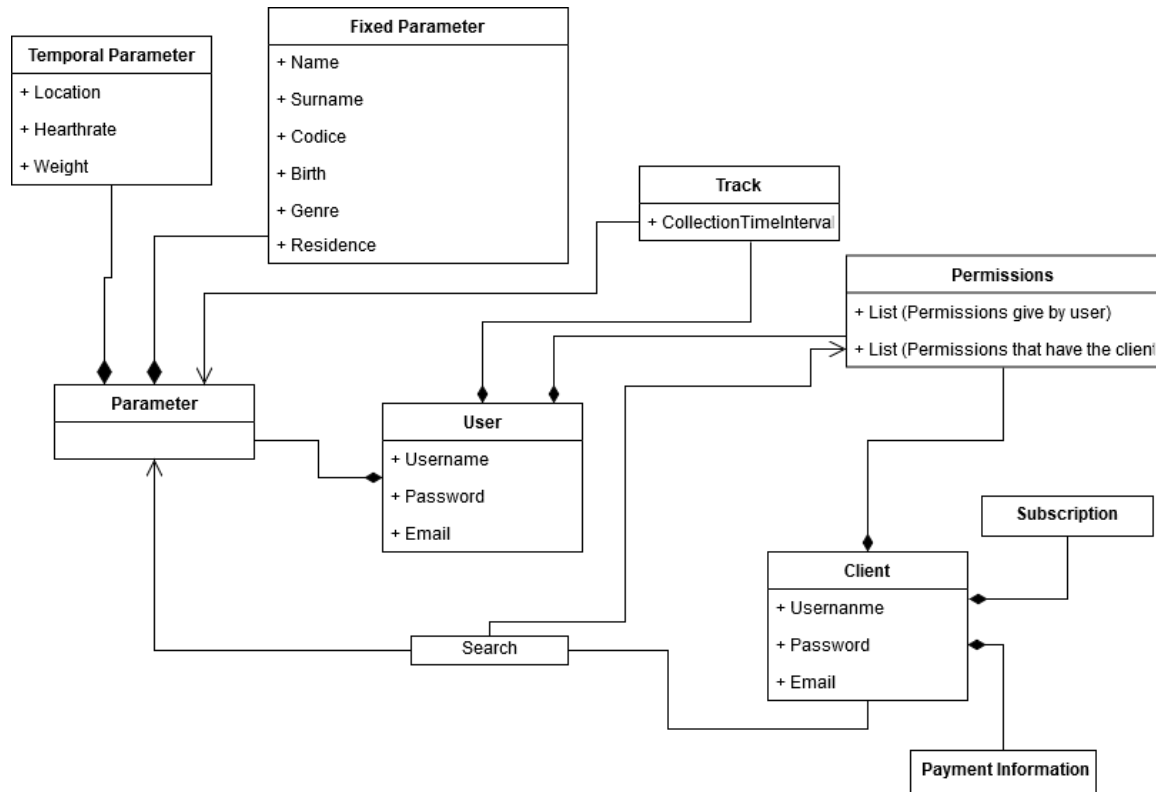 Fixed Parameter
+ Name
+ Surname
+ Codice
+ Birth
+ Genre
+ Residence
Temporal Parameter
+ Location
+ Hearthrate
+ Weight
Track
+ CollectionTimeInterval
Permissions
+ List (Permissions give by user)
+ List (Permissions that have the client
Parameter
User
+ Username
+ Password
+ Email
Subscription
Client
+ Usernanme
+ Password
+ Email
Search
Payment Information